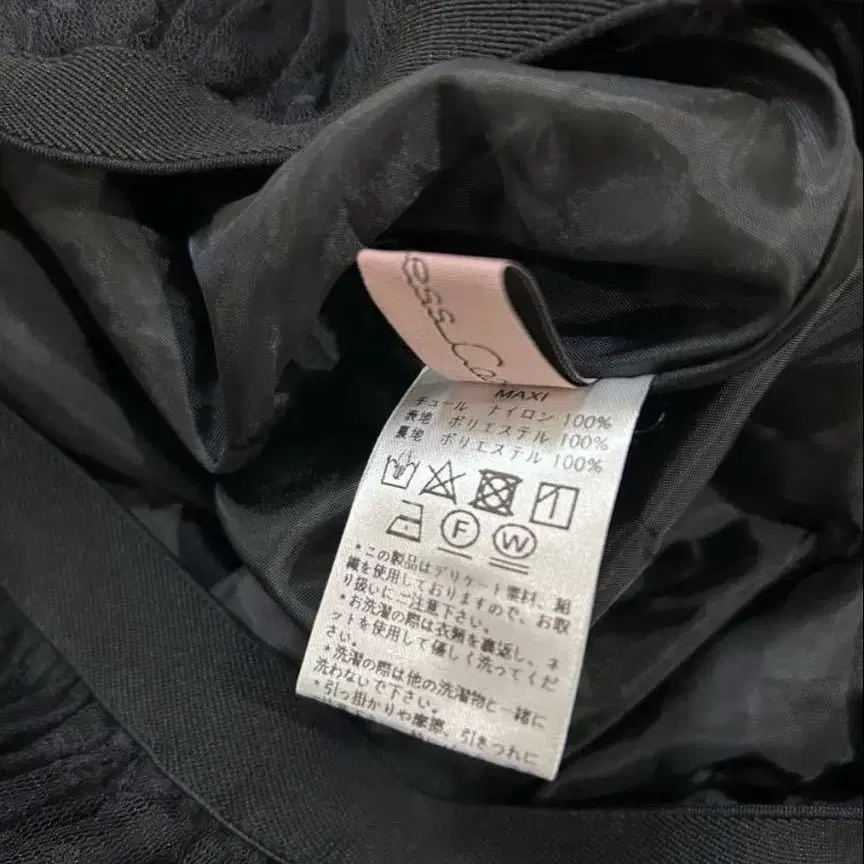 ess Ca
MAXI
チュール ナイロン 100%
表地 ポリエステル 100%
裏地 ポリエステル 100%
F W
*この製品はデリケート素材、組
織を使用しておりますので、お取
り扱いにご注意下さい。
*お洗濯の際は衣類を裏返し、ネ
ットを使用して優しく洗ってくだ
さい。
*洗濯の際は他の洗濯物と一緒に
洗わないで下さい。
*引っ掛かりや摩擦、引きつれに